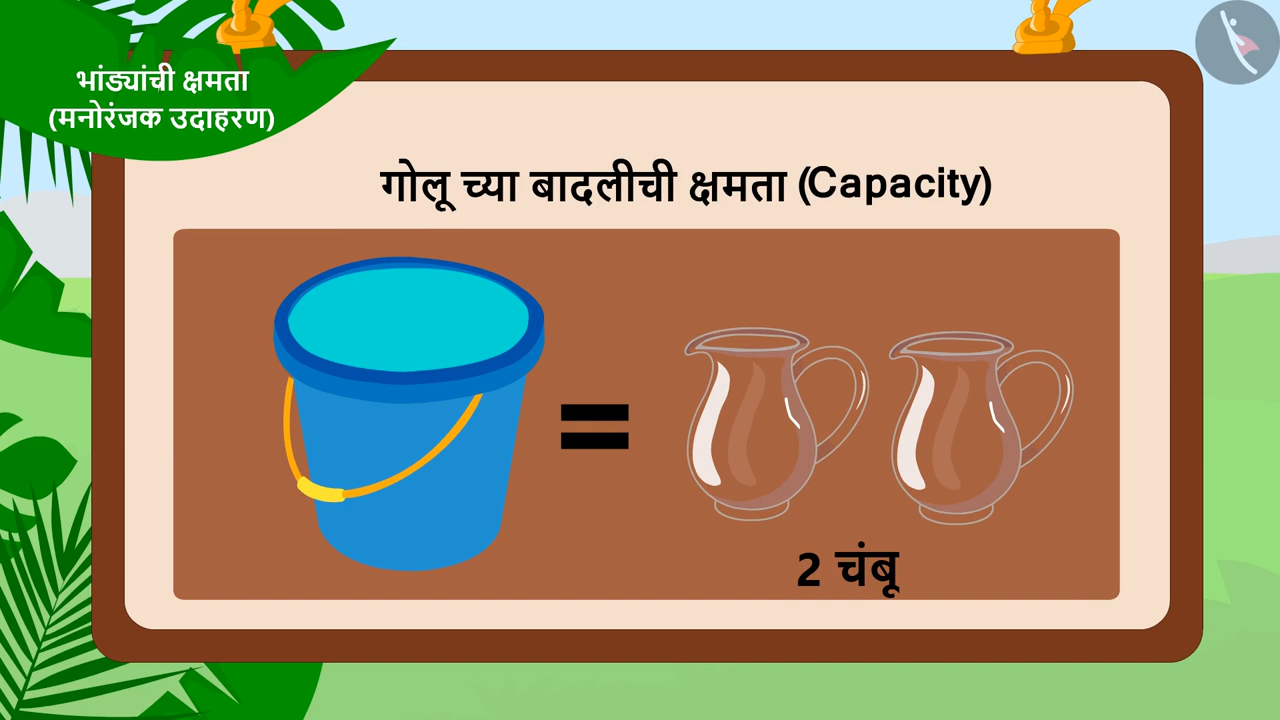 भांड्यांची क्षमता
(मनोरंजक उदाहरण)
गोलू च्या बादलीची क्षमता (Capacity)
=
2 चंबू